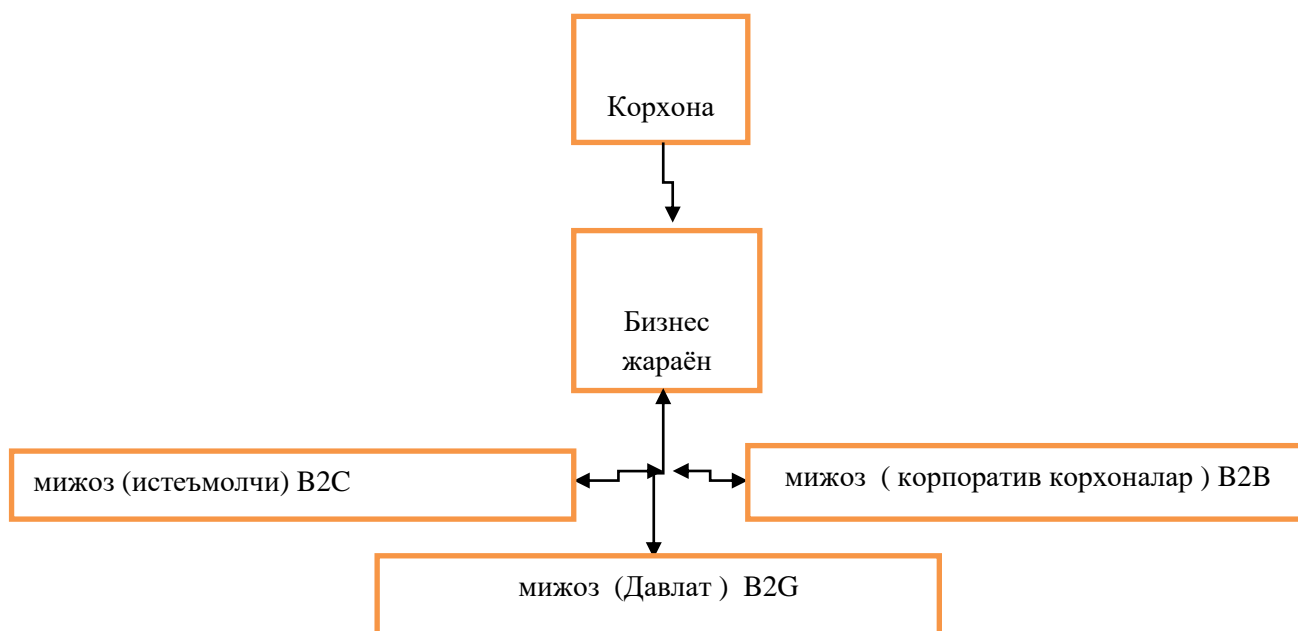 Корхона
Бизнес
жараён
мижоз (истеъмолчи) B2C
мижоз ( корпоратив корхоналар ) B2B
мижоз (Давлат ) B2G